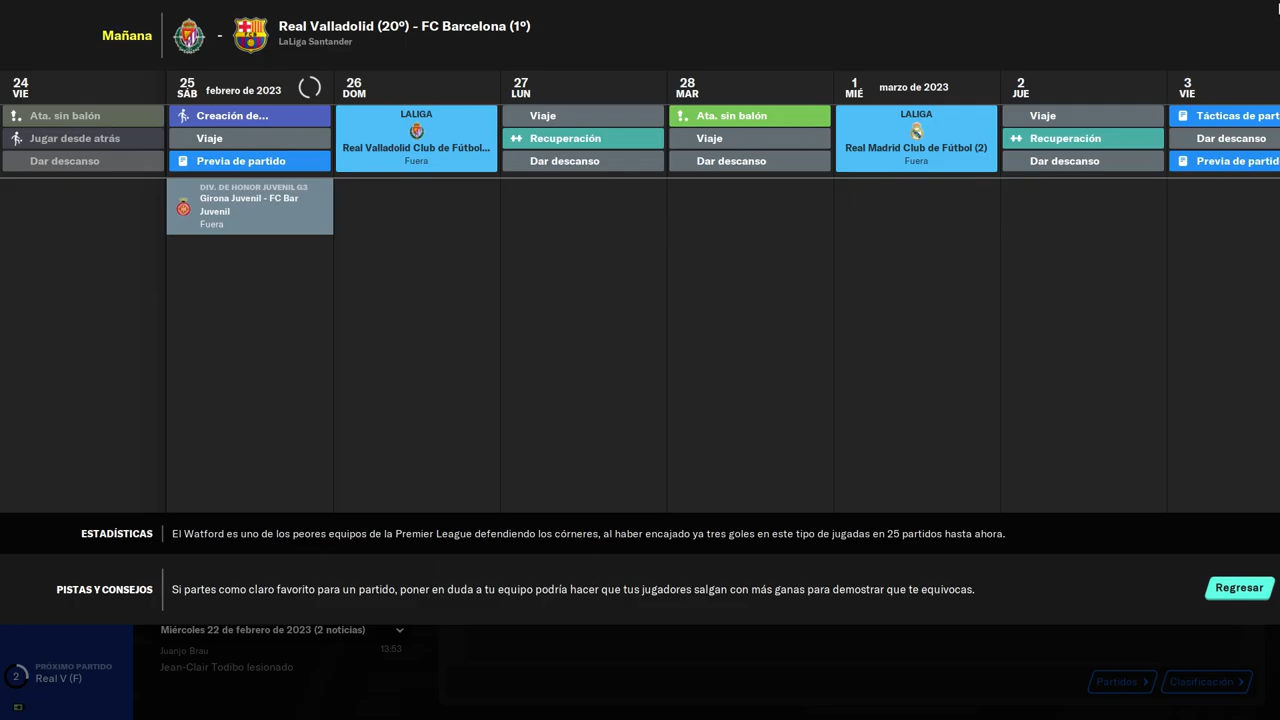 Mañana
-
Real Valladolid (20º) - FC Barcelona (1º)
LaLiga Santander
24
VIE
25
SÁB
febrero de 2023
26
DOM
27
LUN
28
MAR
1
MIÉ
marzo de 2023
2
JUE
3
VIE
Ata. sin balón
Jugar desde atrás
Dar descanso
Creación de...
Viaje
Previa de partido
LALIGA
Real Valladolid Club de Fútbol...
Fuera
Viaje
Recuperación
Dar descanso
Ata. sin balón
Viaje
Dar descanso
LALIGA
Real Madrid Club de Fútbol (2)
Fuera
Viaje
Recuperación
Dar descanso
Tácticas de part
Dar descanso
Previa de partid
DIV. DE HONOR JUVENIL G3
Girona Juvenil - FC Bar
Juvenil
Fuera
ESTADÍSTICAS
El Watford es uno de los peores equipos de la Premier League defendiendo los córneres, al haber encajado ya tres goles en este tipo de jugadas en 25 partidos hasta ahora.
PISTAS Y CONSEJOS
Si partes como claro favorito para un partido, poner en duda a tu equipo podría hacer que tus jugadores salgan con más ganas para demostrar que te equivocas.
Regresar
Miércoles 22 de febrero de 2023 (2 noticias)
Juanjo Brau
13:53
Jean-Clair Todibo lesionado
2
PRÓXIMO PARTIDO
Real V (F)
Partidos
Clasificación